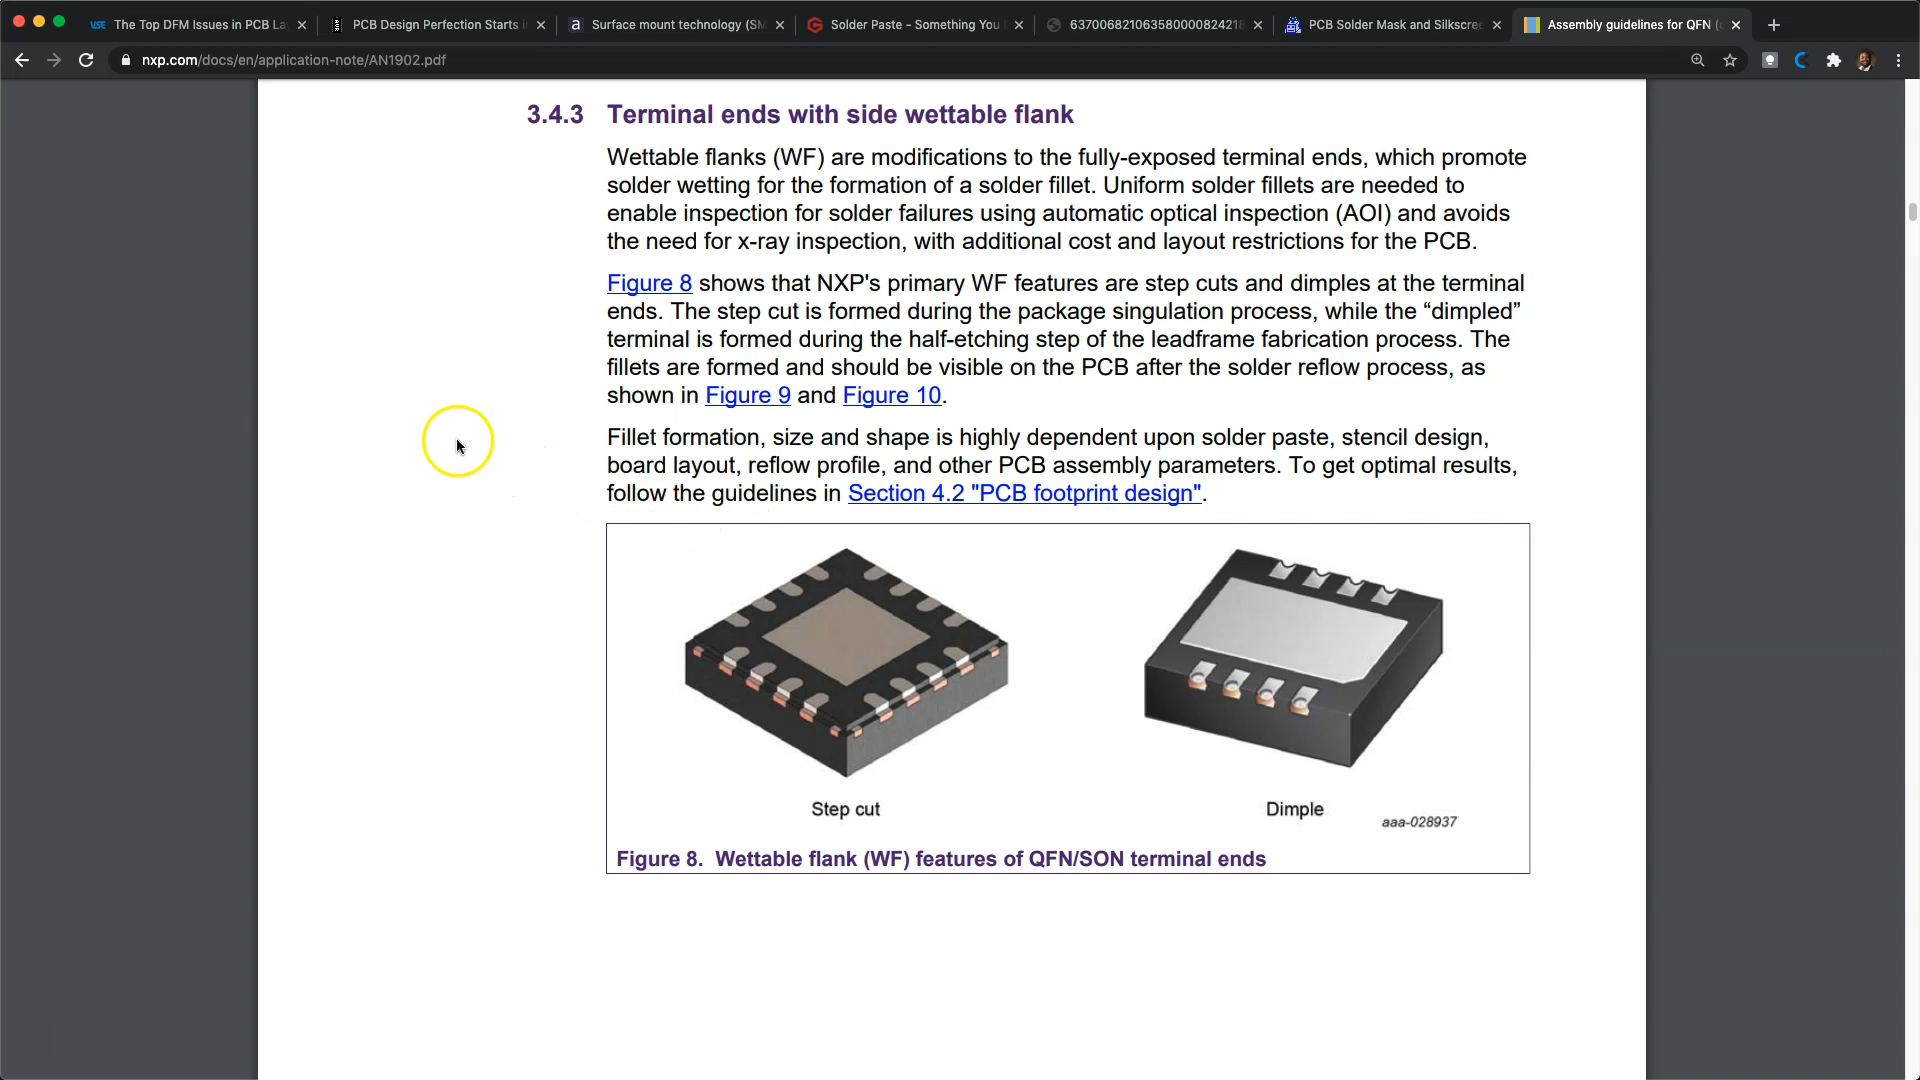 The Top DFM Issues in PCB La
PCB Design Perfection Starts i
Surface mount technology (SM
Solder Paste - Something You
PCB Solder Mask and Silkscree
Assembly guidelines for QFN (
nxp.com/docs/en/application-note/AN1902.pdf
3.4.3 Terminal ends with side wettable flank
Wettable flanks (WF) are modifications to the fully-exposed terminal ends, which promote
solder wetting for the formation of a solder fillet. Uniform solder fillets are needed to
enable inspection for solder failures using automatic optical inspection (AOI) and avoids
the need for x-ray inspection, with additional cost and layout restrictions for the PCB.
Figure 8 shows that NXP's primary WF features are step cuts and dimples at the terminal
ends. The step cut is formed during the package singulation process, while the “dimpled”
terminal is formed during the half-etching step of the leadframe fabrication process. The
fillets are formed and should be visible on the PCB after the solder reflow process, as
shown in Figure 9 and Figure 10.
Fillet formation, size and shape is highly dependent upon solder paste, stencil design,
board layout, reflow profile, and other PCB assembly parameters. To get optimal results,
follow the guidelines in Section 4.2 "PCB footprint design".
Step cut
Dimple
aaa-028937
Figure 8. Wettable flank (WF) features of QFN/SON terminal ends